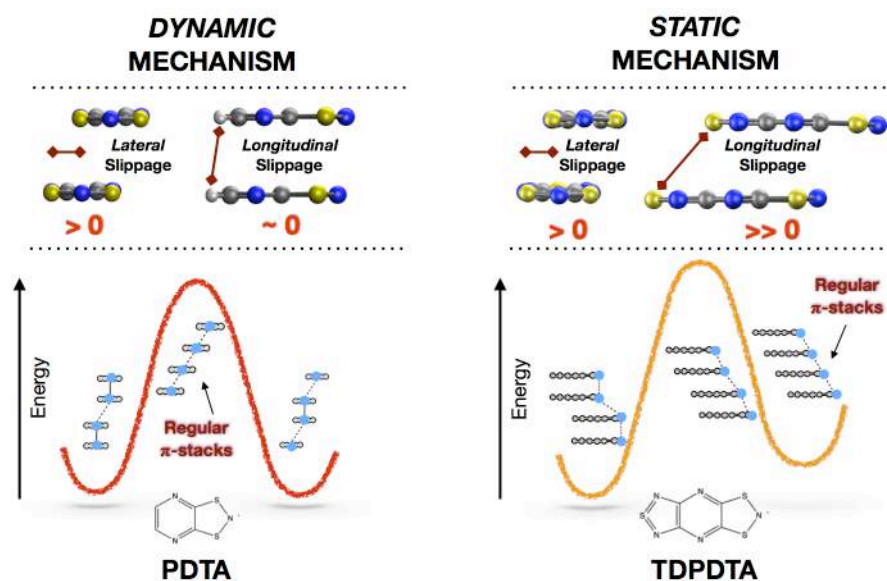 DYNAMIC
MECHANISM
Lateral
Slippage
Longitudinal
Slippage
> 0
~ 0
Energy
Regular
π-stacks
N
S
N
S
N
PDTA
STATIC
MECHANISM
Lateral
Slippage
Longitudinal
Slippage
> 0
>> 0
Energy
Regular
π-stacks
N
N
S
S
N
N
N
S
TDPDTA